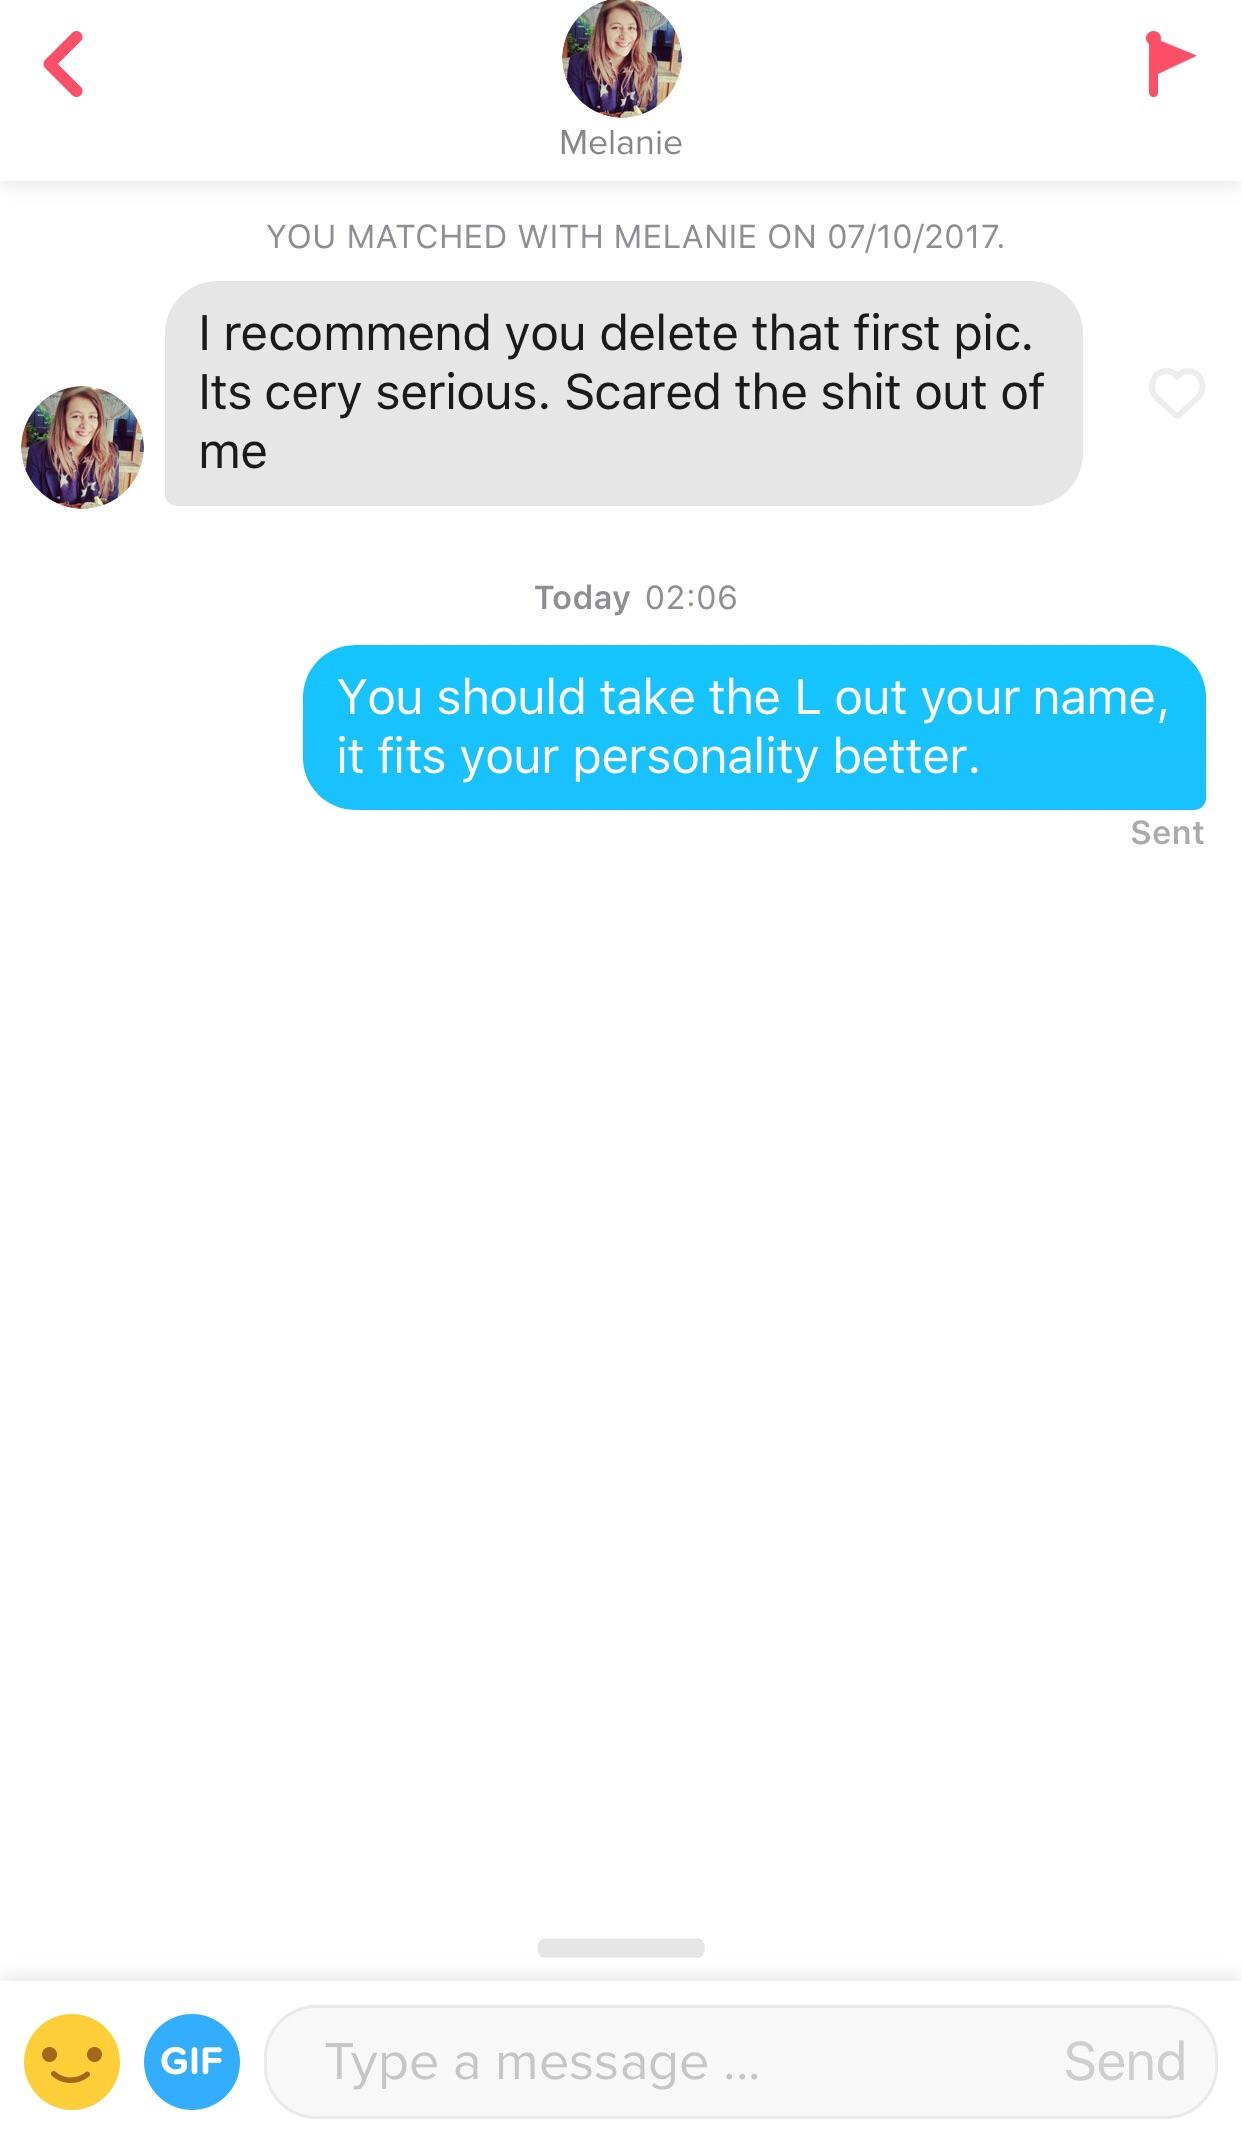 Melanie
YOU MATCHED WITH MELANIE ON 07/10/2017.
I recommend you delete that first pic.
Its cery serious. Scared the shit out of
me
Today 02:06
You should take the L out your name,
it fits your personality better.
Sent
GIF
Type a message ...
Send